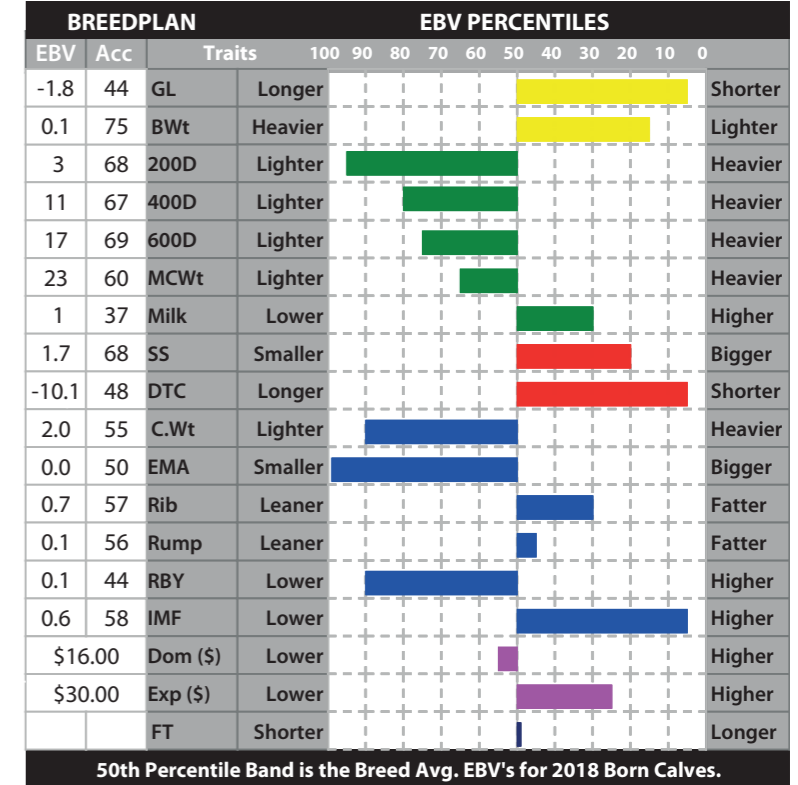 BREEDPLAN EBV PERCENTILES
EBV Acc Traits 100 90 80 70 60 50 40 30 20 10 0
-1.8 44 GL Longer Shorter
0.1 75 BWt Heavier Lighter
3 68 200D Lighter Heavier
11 67 400D Lighter Heavier
17 69 600D Lighter Heavier
23 60 MCWt Lighter Heavier
1 37 Milk Lower Higher
1.7 68 SS Smaller Bigger
-10.1 48 DTC Longer Shorter
2.0 55 C.Wt Lighter Heavier
0.0 50 EMA Smaller Bigger
0.7 57 Rib Leaner Fatter
0.1 56 Rump Leaner Fatter
0.1 44 RBY Lower Higher
0.6 58 IMF Lower Higher
$16.00 Dom ($) Lower Higher
$30.00 Exp ($) Lower Higher
FT Shorter Longer
50th Percentile Band is the Breed Avg. EBV's for 2018 Born Calves.